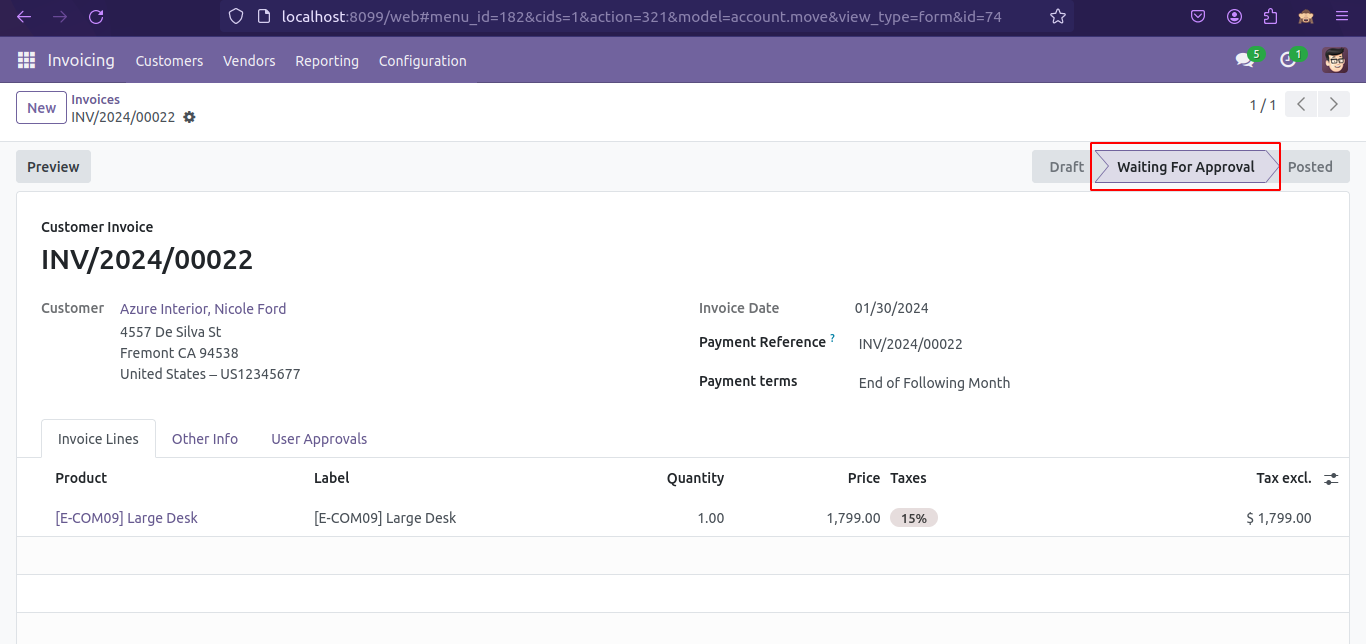 localhost:8099/web#menu_id=182&cids=1&action=321&model=account.move&view_type=form&id=74
Invoicing Customers Vendors Reporting Configuration 5 1
New Invoices
INV/2024/00022 1 / 1
Preview Draft Waiting For Approval Posted
Customer Invoice
INV/2024/00022
Customer Azure Interior, Nicole Ford Invoice Date 01/30/2024
4557 De Silva St
Payment Reference ? INV/2024/00022
Fremont CA 94538
United States – US12345677
Payment terms End of Following Month
Invoice Lines Other Info User Approvals
Product Label Quantity Price Taxes Tax excl.
[E-COM09] Large Desk [E-COM09] Large Desk 1.00 1,799.00 15% $ 1,799.00